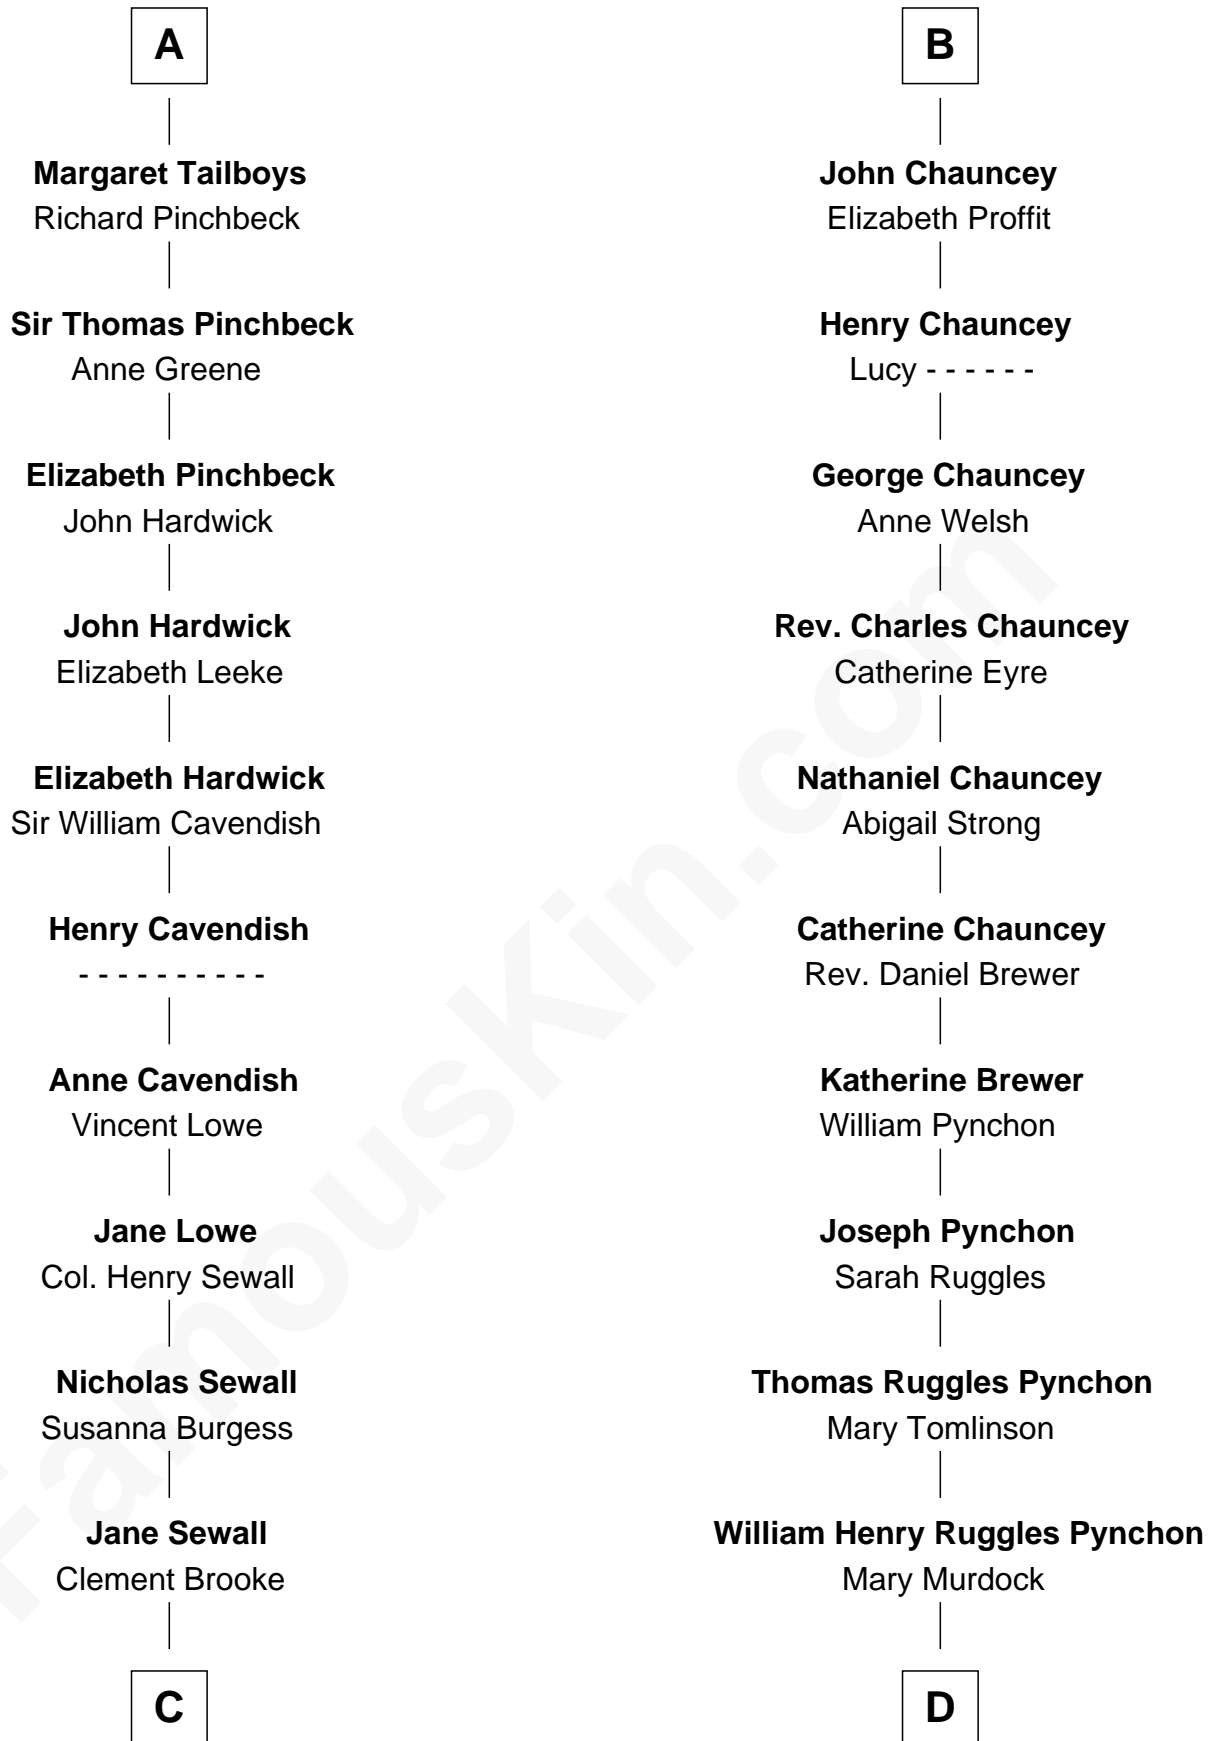 A
Margaret Tailboys
Richard Pinchbeck
Sir Thomas Pinchbeck
Anne Greene
Elizabeth Pinchbeck
John Hardwick
John Hardwick
Elizabeth Leeke
Elizabeth Hardwick
Sir William Cavendish
Henry Cavendish
- - - - - - - - - -
Anne Cavendish
Vincent Lowe
Jane Lowe
Col. Henry Sewall
Nicholas Sewall
Susanna Burgess
Jane Sewall
Clement Brooke
C
B
John Chauncey
Elizabeth Proffit
Henry Chauncey
Lucy - - - - - -
George Chauncey
Anne Welsh
Rev. Charles Chauncey
Catherine Eyre
Nathaniel Chauncey
Abigail Strong
Catherine Chauncey
Rev. Daniel Brewer
Katherine Brewer
William Pynchon
Joseph Pynchon
Sarah Ruggles
Thomas Ruggles Pynchon
Mary Tomlinson
William Henry Ruggles Pynchon
Mary Murdock
D
FamousKin.com